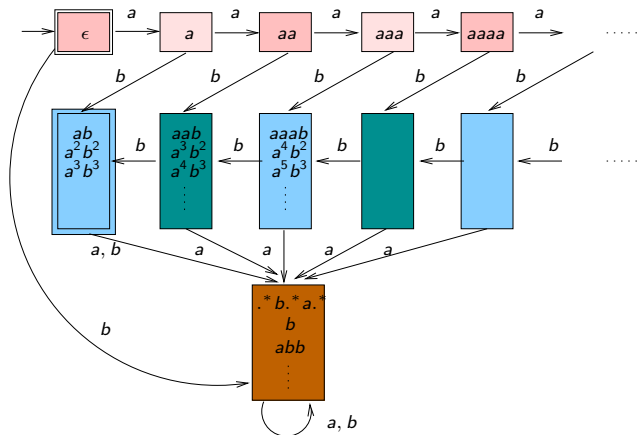 a a a a a
ϵ a aa aaa aaaa .....
b b b b b
ab aab aaab
a²b² a³b² a⁴b²
b b b b b
a³b³ a⁴b³ a⁵b³ .....
⋮ ⋮
a, b a a a a
.*b.*a.*
b
b
abb
⋮
a, b